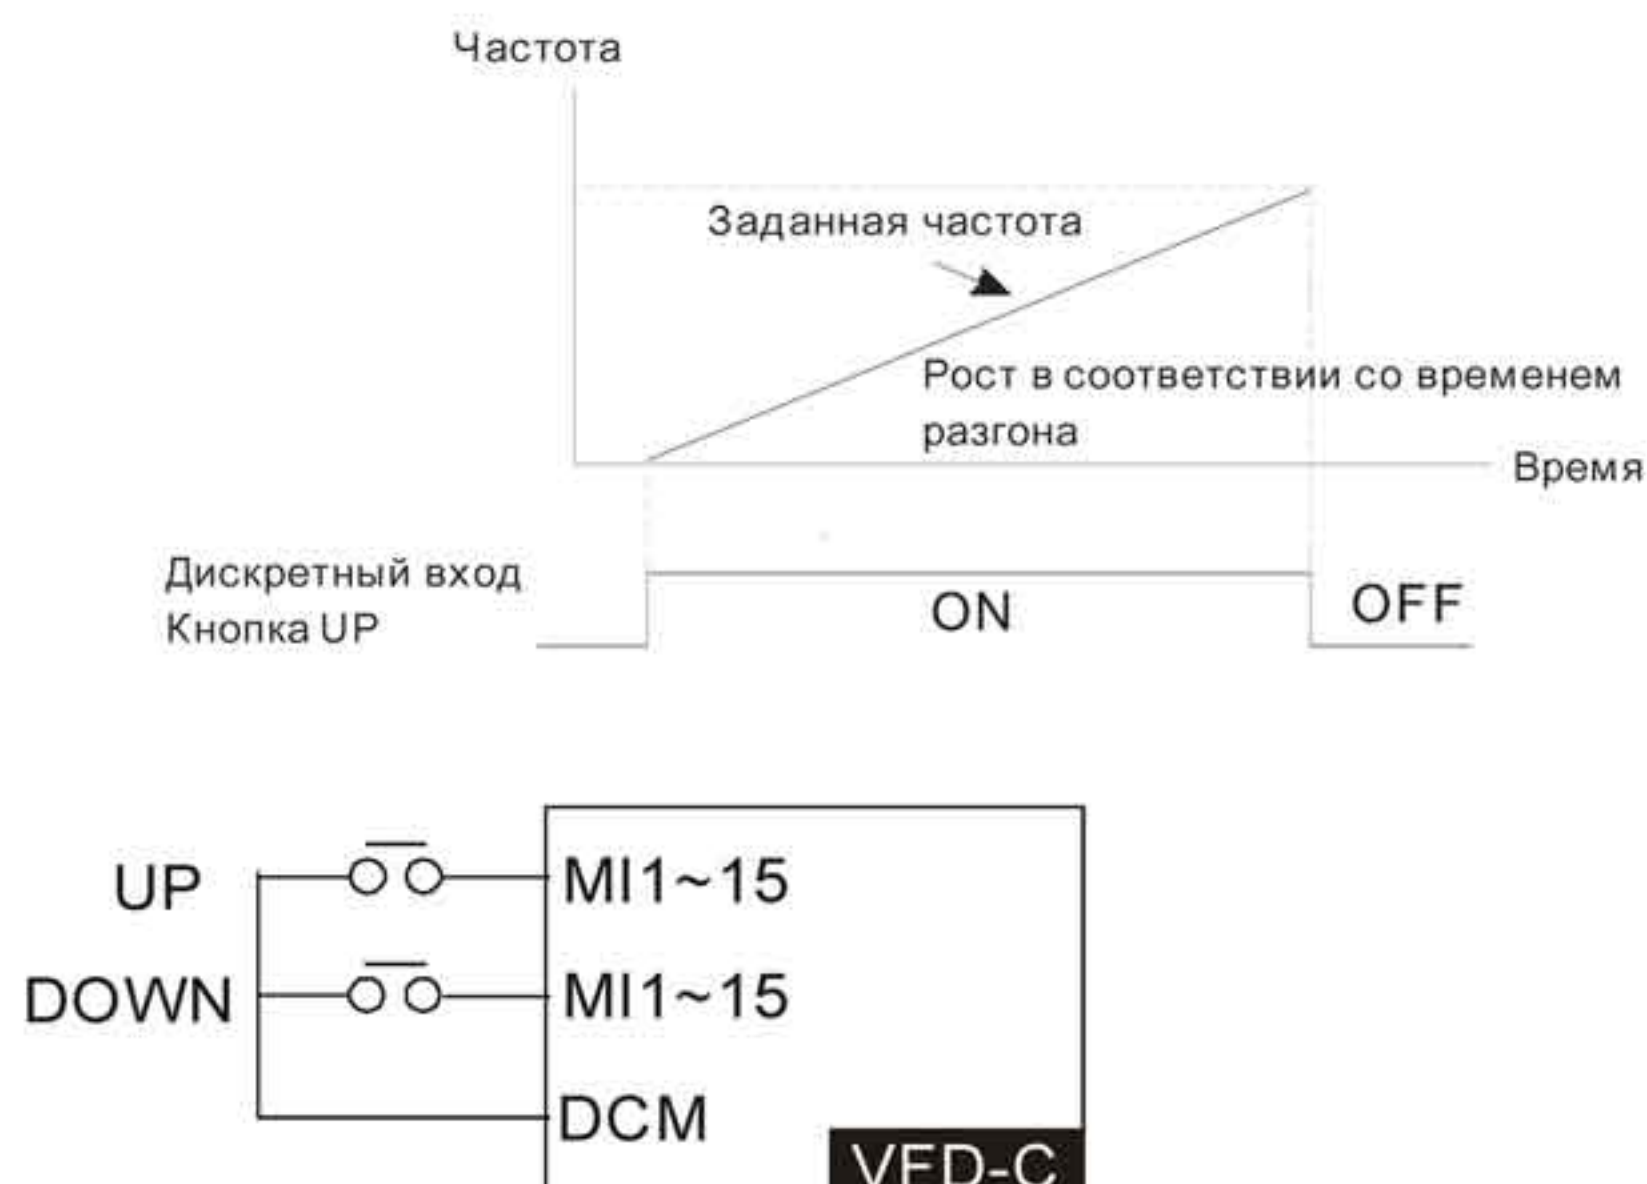 Частота
Заданная частота
Рост в соответствии со временем
разгона
Время
Дискретный вход
Кнопка UP
ON
OFF
UP
MI1~15
DOWN
MI1~15
DCM
VFD-C